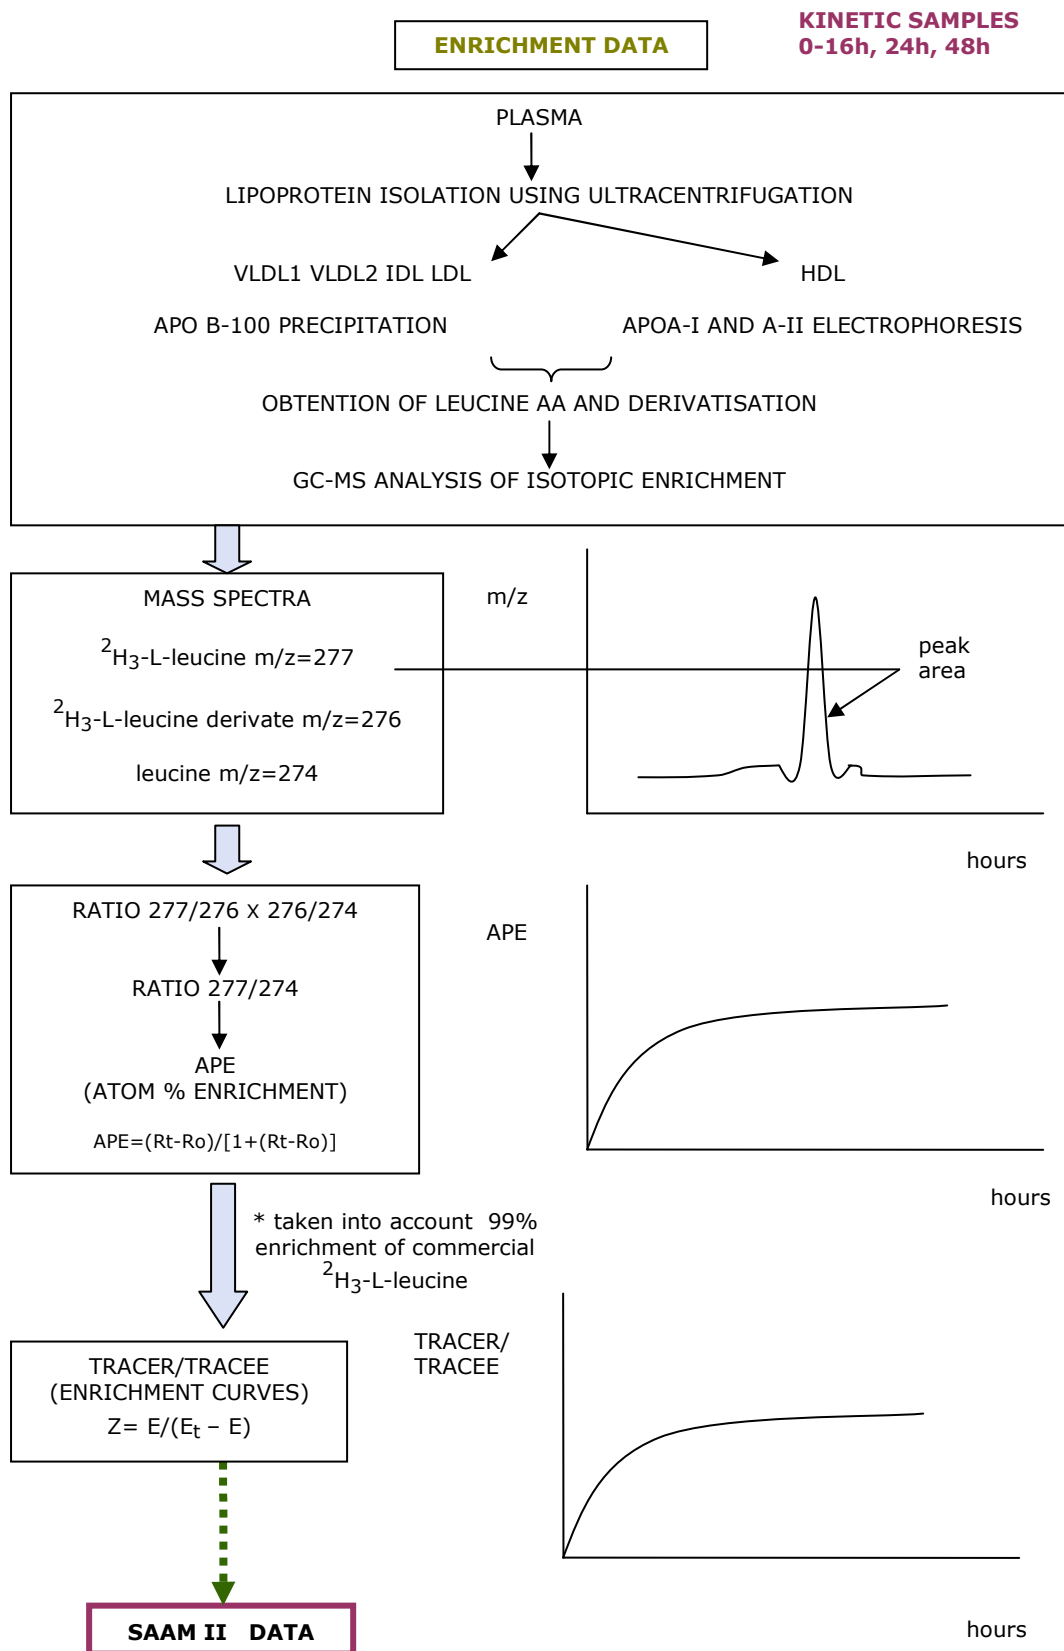 KINETIC SAMPLES
0-16h, 24h, 48h
ENRICHMENT DATA
PLASMA
LIPOPROTEIN ISOLATION USING ULTRACENTRIFUGATION
VLDL1 VLDL2 IDL LDL
HDL
APO B-100 PRECIPITATION
APOA-I AND A-II ELECTROPHORESIS
OBTENTION OF LEUCINE AA AND DERIVATISATION
GC-MS ANALYSIS OF ISOTOPIC ENRICHMENT
MASS SPECTRA
²H₃-L-leucine m/z=277
²H₃-L-leucine derivate m/z=276
leucine m/z=274
m/z
peak
area
hours
RATIO 277/276 X 276/274
RATIO 277/274
APE
(ATOM % ENRICHMENT)
APE=(Rt-Ro)/[1+(Rt-Ro)]
APE
hours
* taken into account 99%
enrichment of commercial
²H₃-L-leucine
TRACER/TRACEE
(ENRICHMENT CURVES)
Z= E/(Eₜ – E)
TRACER/
TRACEE
hours
SAAM II DATA